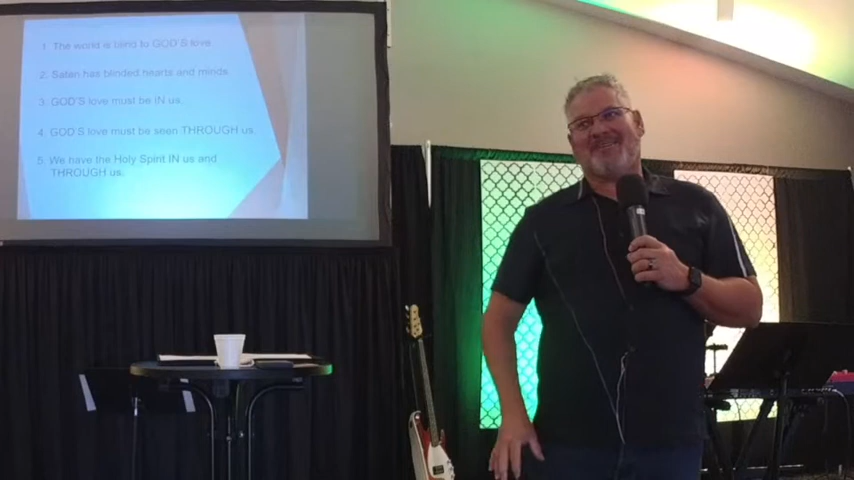 1. The world is blind to GOD'S love.
2. Satan has blinded hearts and minds.
3. GOD'S love must be IN us.
4. GOD'S love must be seen THROUGH us.
5. We have the Holy Spirit IN us and
THROUGH us.